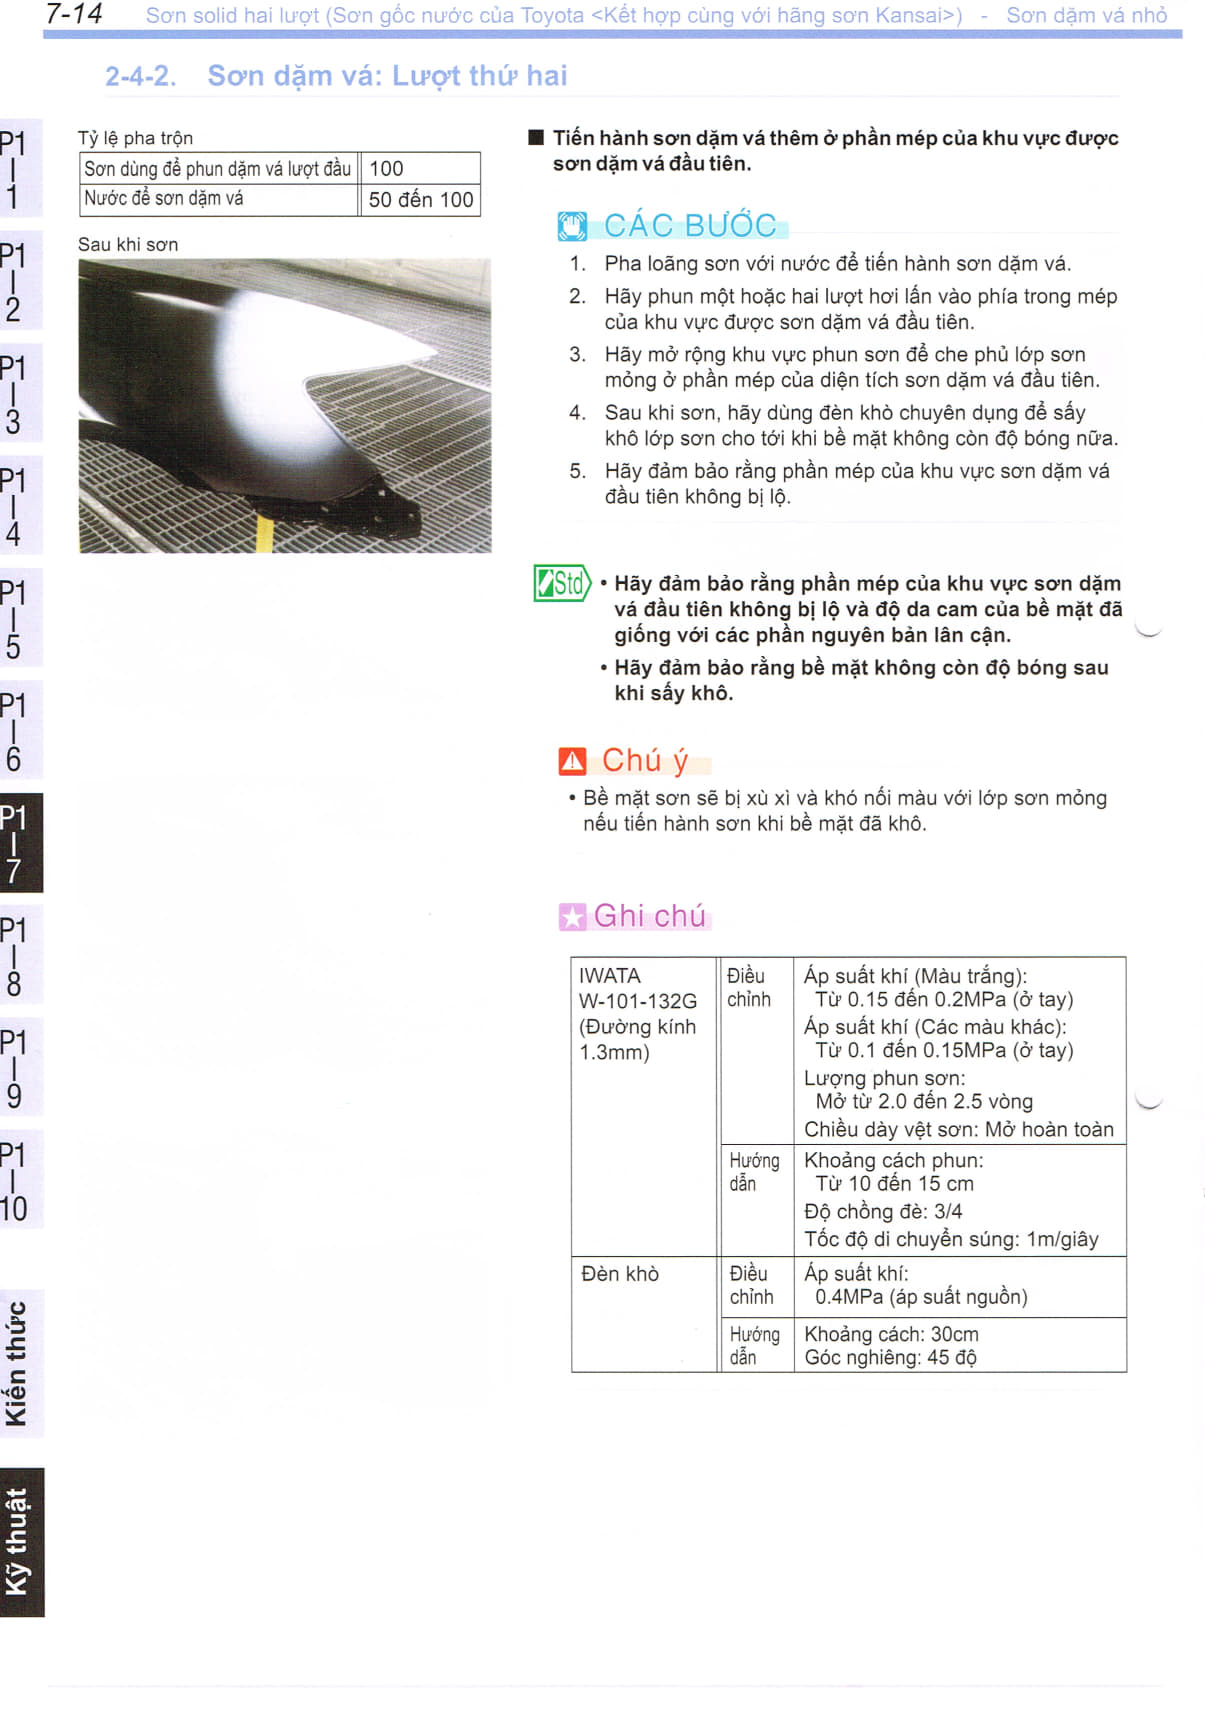 7-14 Sơn solid hai lượt (Sơn gốc nước của Toyota <Kết hợp cùng với hãng sơn Kansai>) - Sơn dặm vá nhỏ
2-4-2. Sơn dặm vá: Lượt thứ hai
Tỷ lệ pha trộn
Sơn dùng để phun dặm vá lượt đầu 100
Nước để sơn dặm vá 50 đến 100
Sau khi sơn
■ Tiến hành sơn dặm vá thêm ở phần mép của khu vực được
sơn dặm vá đầu tiên.
CÁC BƯỚC
1. Pha loãng sơn với nước để tiến hành sơn dặm vá.
2. Hãy phun một hoặc hai lượt hơi lấn vào phía trong mép
của khu vực được sơn dặm vá đầu tiên.
3. Hãy mở rộng khu vực phun sơn để che phủ lớp sơn
mỏng ở phần mép của diện tích sơn dặm vá đầu tiên.
4. Sau khi sơn, hãy dùng đèn khò chuyên dụng để sấy
khô lớp sơn cho tới khi bề mặt không còn độ bóng nữa.
5. Hãy đảm bảo rằng phần mép của khu vực sơn dặm vá
đầu tiên không bị lộ.
Std • Hãy đảm bảo rằng phần mép của khu vực sơn dặm
vá đầu tiên không bị lộ và độ da cam của bề mặt đã
giống với các phần nguyên bản lân cận.
• Hãy đảm bảo rằng bề mặt không còn độ bóng sau
khi sấy khô.
Chú ý
• Bề mặt sơn sẽ bị xù xì và khó nối màu với lớp sơn mỏng
nếu tiến hành sơn khi bề mặt đã khô.
Ghi chú
IWATA
W-101-132G
(Đường kính
1.3mm)
Điều
chỉnh
Áp suất khí (Màu trắng):
Từ 0.15 đến 0.2MPa (ở tay)
Áp suất khí (Các màu khác):
Từ 0.1 đến 0.15MPa (ở tay)
Lượng phun sơn:
Mở từ 2.0 đến 2.5 vòng
Chiều dày vệt sơn: Mở hoàn toàn
Hướng
dẫn
Khoảng cách phun:
Từ 10 đến 15 cm
Độ chồng đè: 3/4
Tốc độ di chuyển súng: 1m/giây
Đèn khò
Điều
chỉnh
Áp suất khí:
0.4MPa (áp suất nguồn)
Hướng
dẫn
Khoảng cách: 30cm
Góc nghiêng: 45 độ
P1
1
P1
2
P1
3
P1
4
P1
5
P1
6
P1
7
P1
8
P1
9
P1
10
Kiến thức
Kỹ thuật